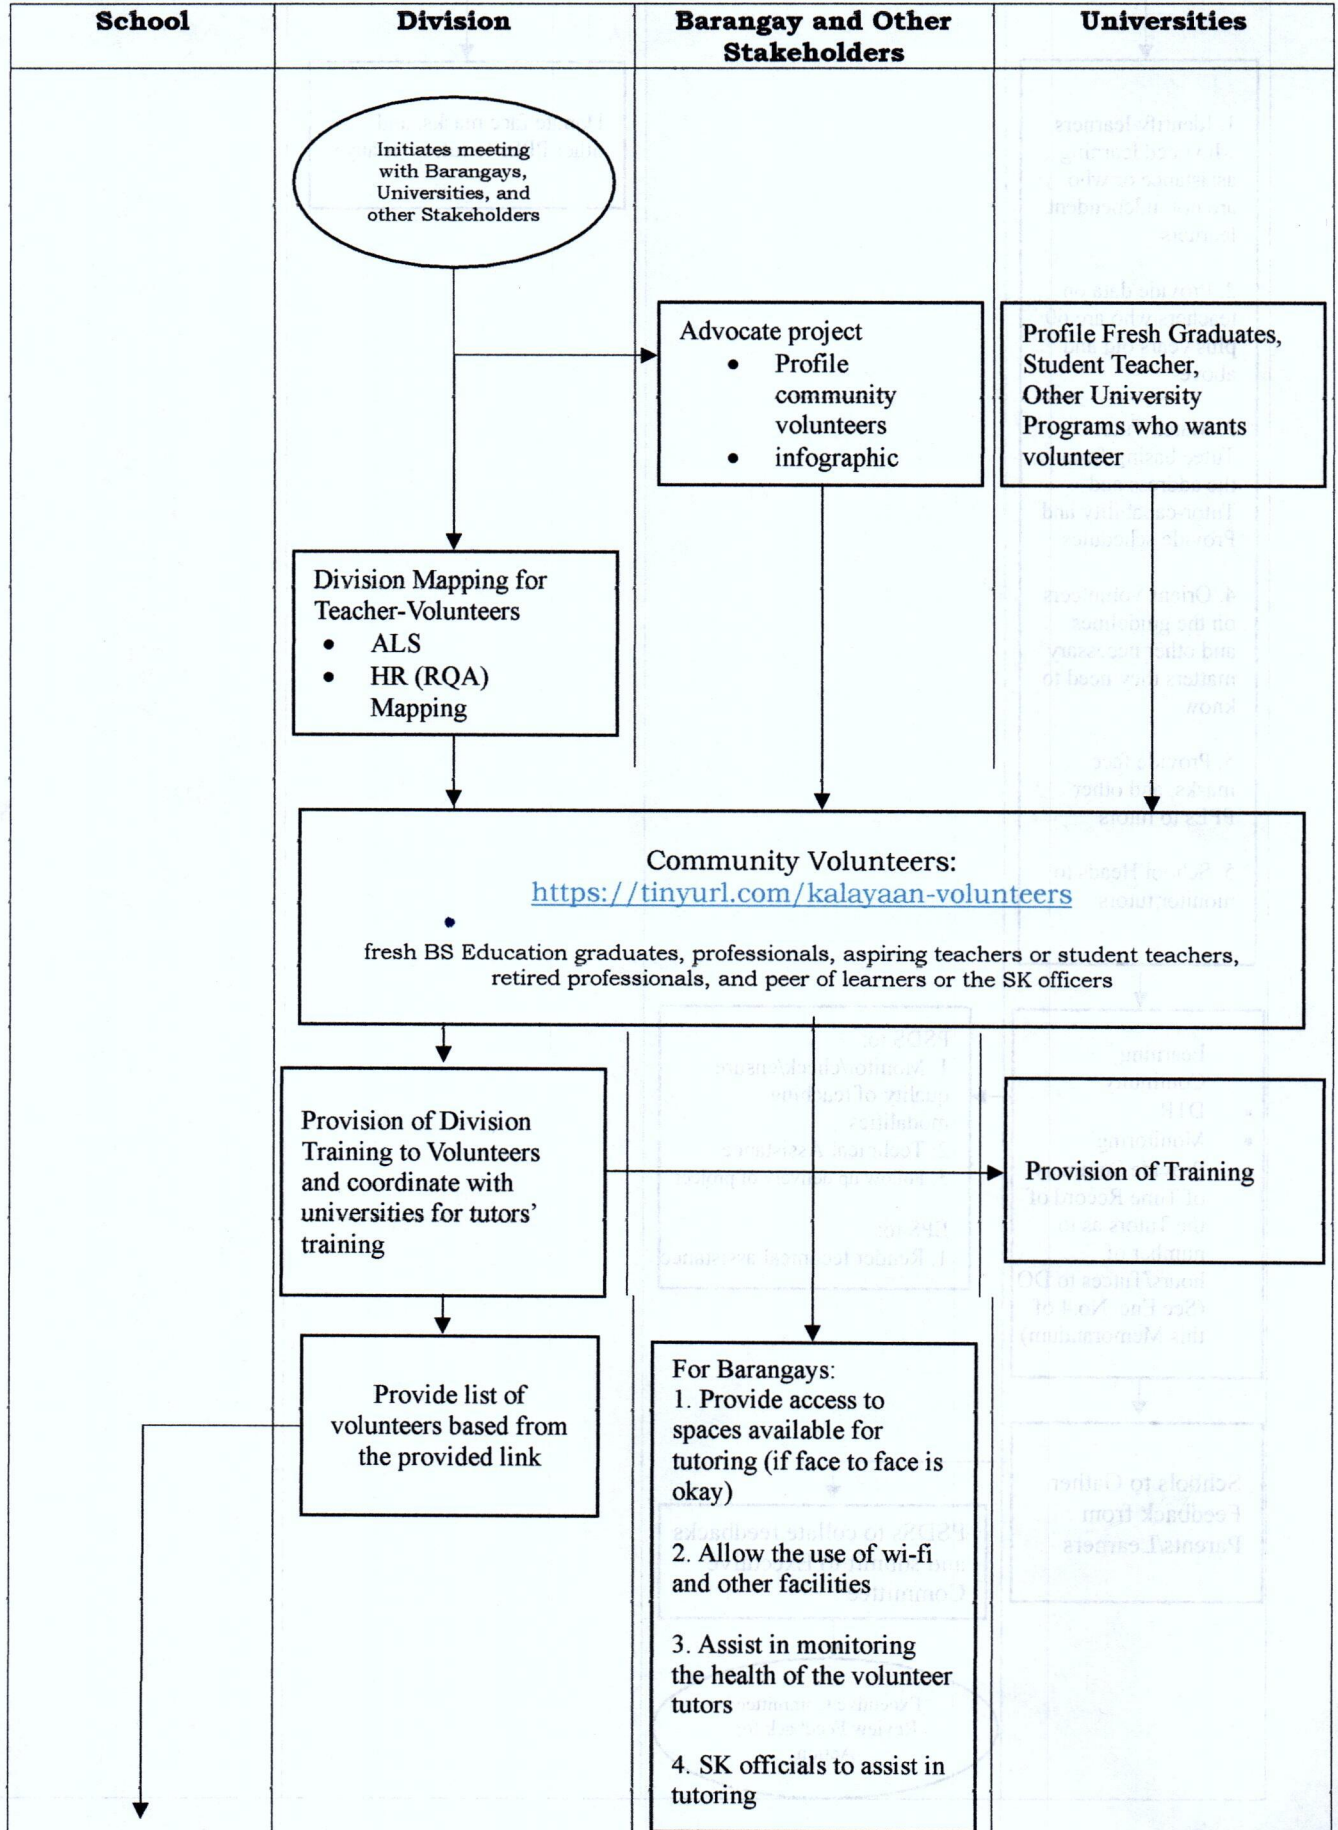 School
Division
Barangay and Other
Stakeholders
Universities
Initiates meeting
with Barangays,
Universities, and
other Stakeholders
Advocate project
• Profile
community
volunteers
• infographic
Profile Fresh Graduates,
Student Teacher,
Other University
Programs who wants
volunteer
Division Mapping for
Teacher-Volunteers
• ALS
• HR (RQA)
Mapping
Community Volunteers:
https://tinyurl.com/kalayaan-volunteers
•
fresh BS Education graduates, professionals, aspiring teachers or student teachers,
retired professionals, and peer of learners or the SK officers
Provision of Division
Training to Volunteers
and coordinate with
universities for tutors’
training
Provision of Training
Provide list of
volunteers based from
the provided link
For Barangays:
1. Provide access to
spaces available for
tutoring (if face to face is
okay)
2. Allow the use of wi-fi
and other facilities
3. Assist in monitoring
the health of the volunteer
tutors
4. SK officials to assist in
tutoring